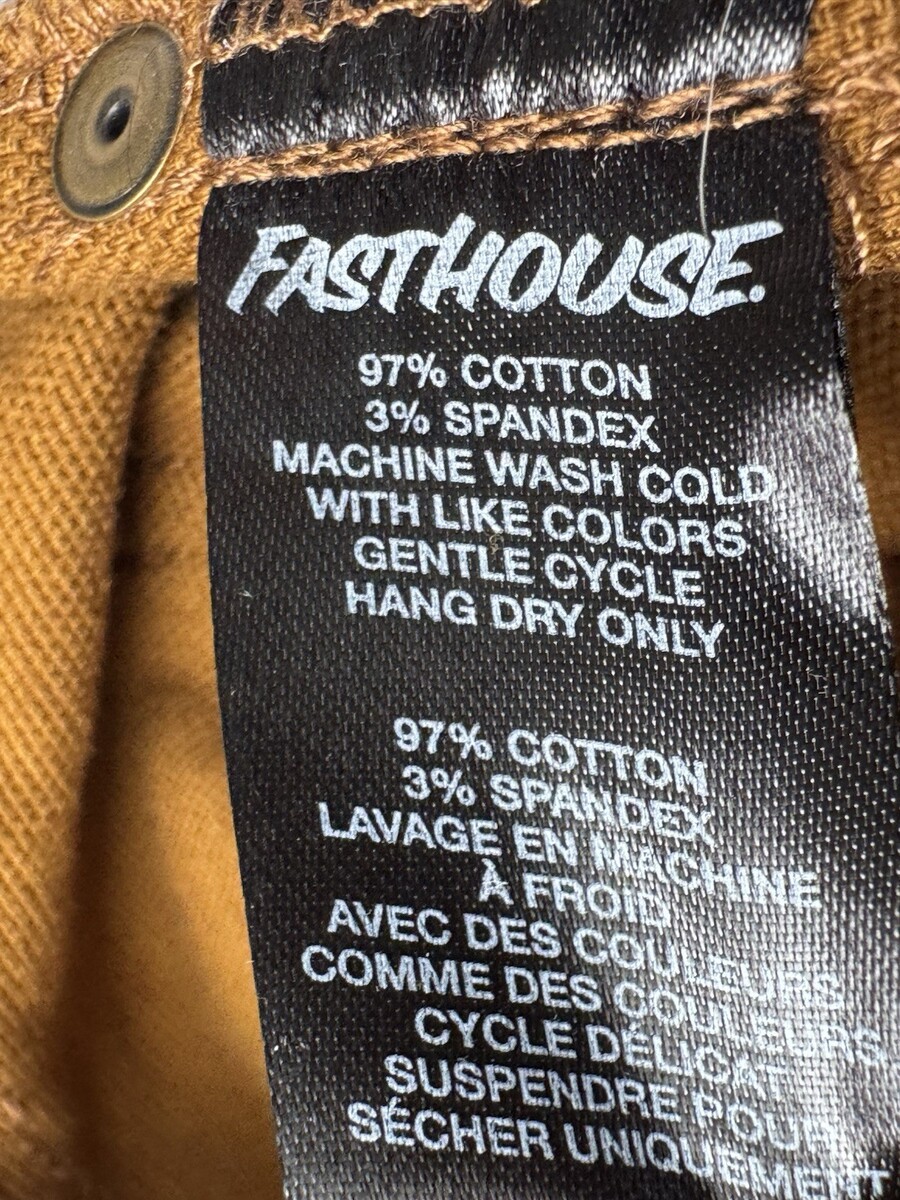 FASTHOUSE.
97% COTTON
3% SPANDEX
MACHINE WASH COLD
WITH LIKE COLORS
GENTLE CYCLE
HANG DRY ONLY
97% COTTON
3% SPANDEX
LAVAGE EN MACHINE
À FROID
AVEC DES COULEURS
COMME DES COULEURS
CYCLE DÉLICAT
SUSPENDRE POUR
SÉCHER UNIQUEMENT